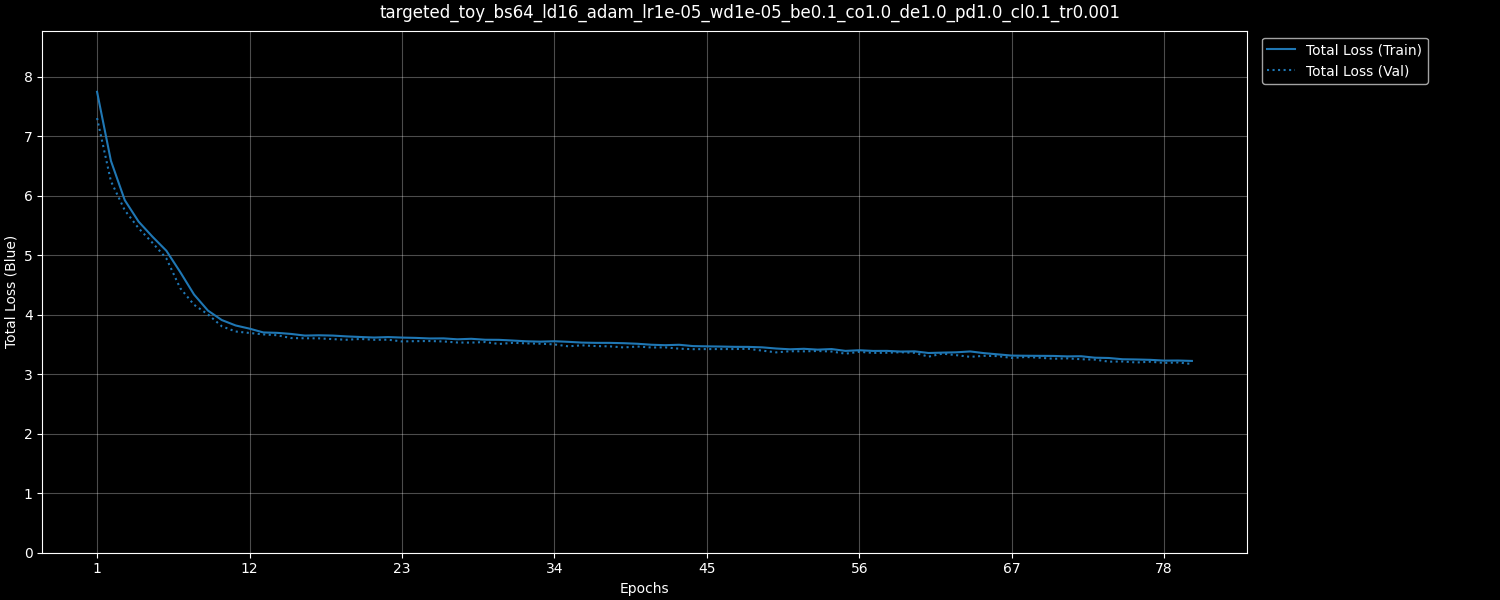 targeted_toy_bs64_ld16_adam_lr1e-05_wd1e-05_be0.1_co1.0_de1.0_pd1.0_cl0.1_tr0.001
Total Loss (Train)
Total Loss (Val)
Total Loss (Blue)
8
7
6
5
4
3
2
1
0
1 12 23 34 45 56 67 78
Epochs